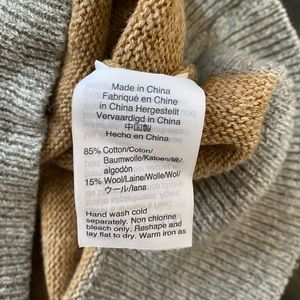 Made in China
Fabriqué en Chine
in China Hergestellt
Vervaardigd in China
中国製
Hecho en China
85% Cotton/Coton/
Baumwolle/Katoen/綿/
algodón
15% Wool/Laine/Wolle/Wol/
ウール/lana
Hand wash cold
separately. Non chlorine
bleach only. Reshape and
lay flat to dry. Warm iron as